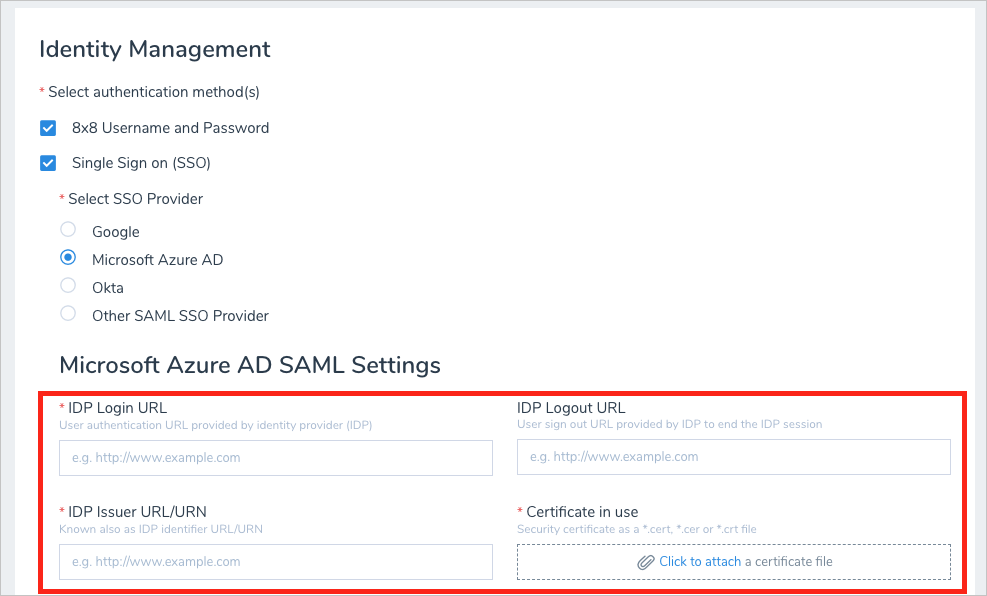 Identity Management
* Select authentication method(s)
8x8 Username and Password
Single Sign on (SSO)
* Select SSO Provider
Google
Microsoft Azure AD
Okta
Other SAML SSO Provider
Microsoft Azure AD SAML Settings
* IDP Login URL
User authentication URL provided by identity provider (IDP)
e.g. http://www.example.com
IDP Logout URL
User sign out URL provided by IDP to end the IDP session
e.g. http://www.example.com
* IDP Issuer URL/URN
Known also as IDP identifier URL/URN
e.g. http://www.example.com
* Certificate in use
Security certificate as a *.cert, *.cer or *.crt file
Click to attach a certificate file